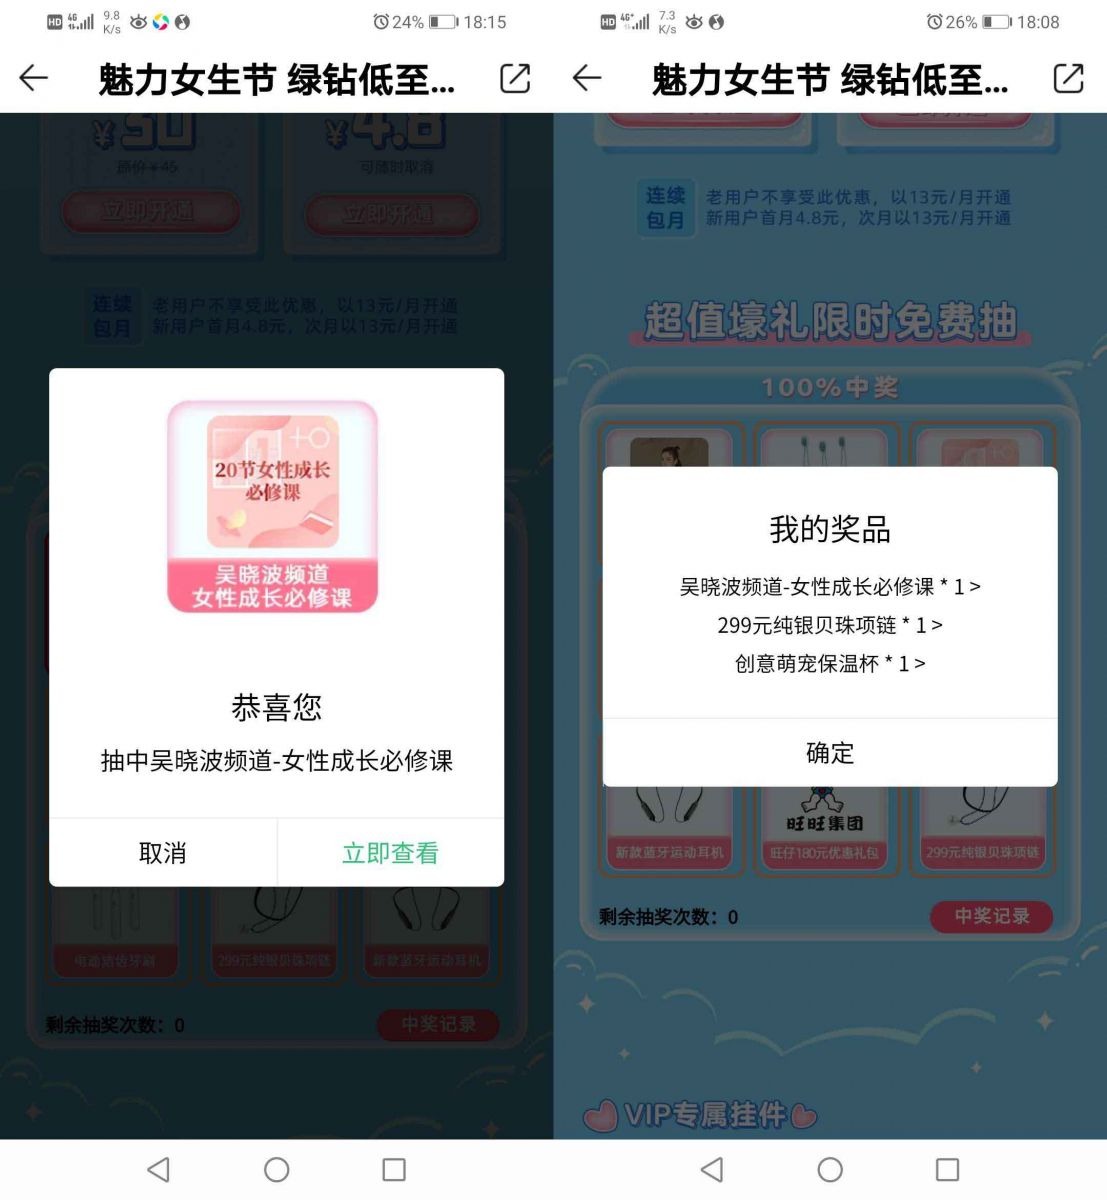 HD 4G 9.8 K/s 24% 18:15
魅力女生节 绿钻低至...
¥30
¥4.8
原价¥45
可随时取消
立即开通
立即开通
连续包月
老用户不享受此优惠，以13元/月开通
新用户首月4.8元，次月以13元/月开通
20节女性成长
必修课
吴晓波频道
女性成长必修课
恭喜您
抽中吴晓波频道-女性成长必修课
取消
立即查看
电动洁齿牙刷
299元纯银贝珠项链
新款蓝牙运动耳机
剩余抽奖次数：0
中奖记录
HD 4G+ 7.3 K/s 26% 18:08
魅力女生节 绿钻低至...
连续
包月
老用户不享受此优惠，以13元/月开通
新用户首月4.8元，次月以13元/月开通
超值壕礼限时免费抽
100%中奖
我的奖品
吴晓波频道-女性成长必修课 * 1 >
299元纯银贝珠项链 * 1 >
创意萌宠保温杯 * 1 >
确定
旺旺集团
新款蓝牙运动耳机
旺仔180元优惠礼包
299元纯银贝珠项链
剩余抽奖次数：0
中奖记录
VIP专属挂件